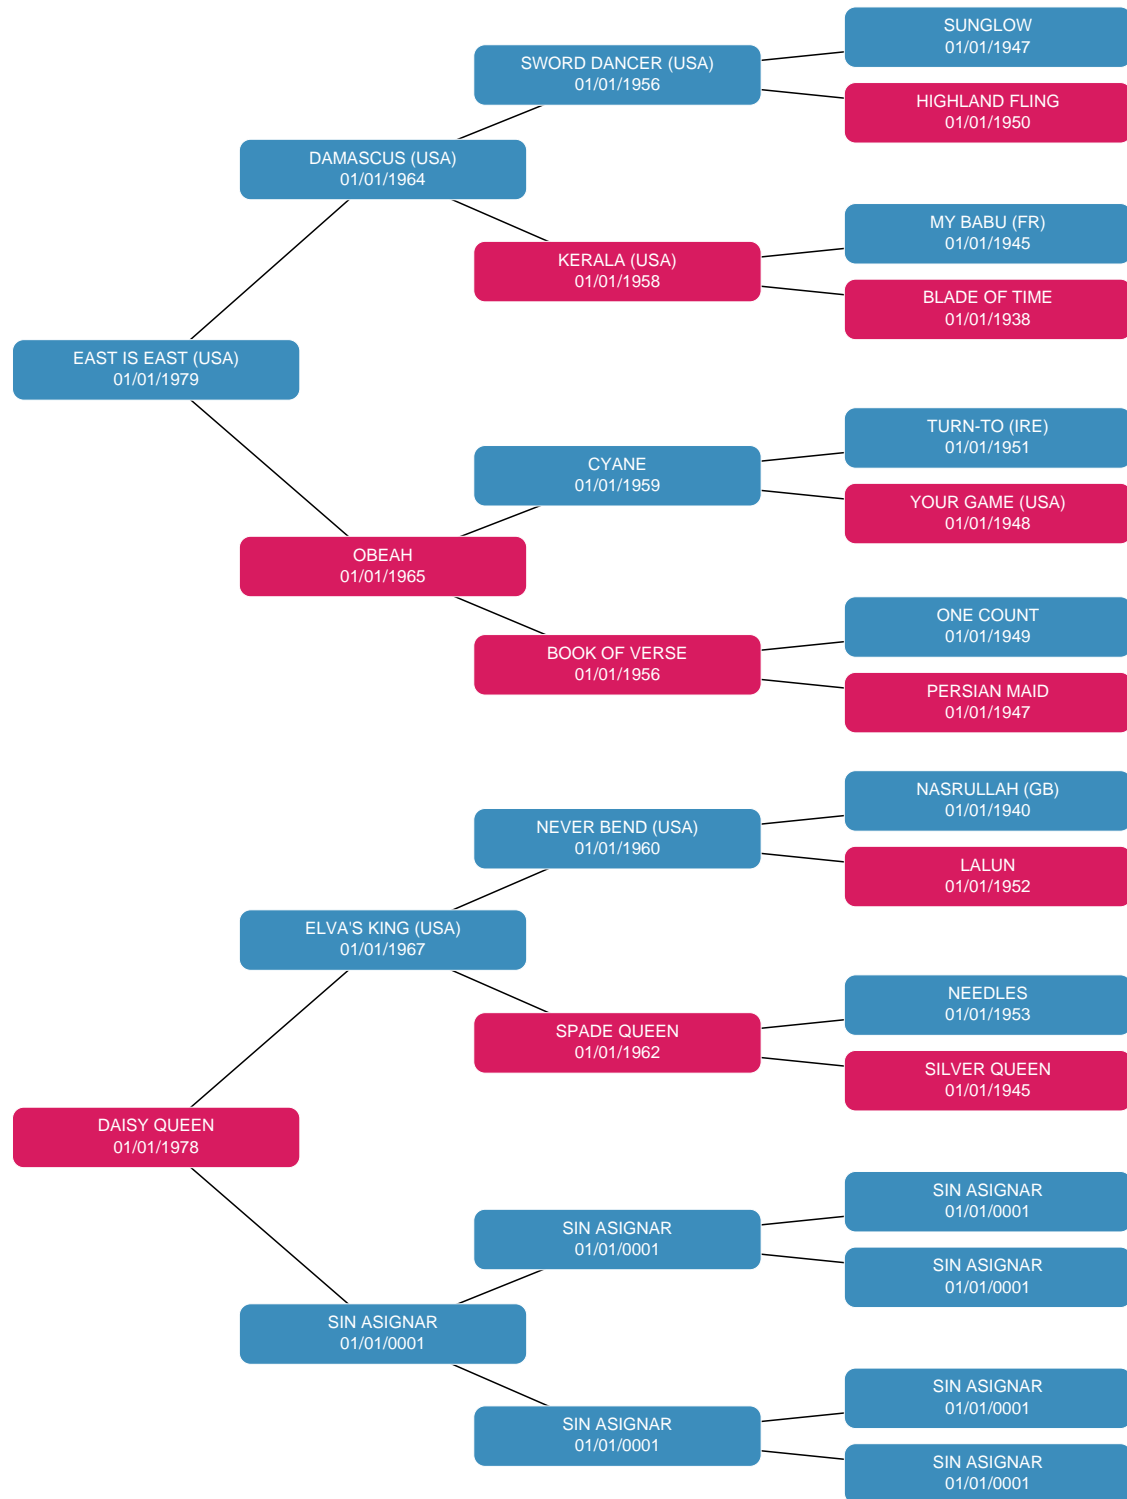 SUNGLOW
01/01/1947
SWORD DANCER (USA)
01/01/1956
HIGHLAND FLING
01/01/1950
DAMASCUS (USA)
01/01/1964
MY BABU (FR)
01/01/1945
KERALA (USA)
01/01/1958
BLADE OF TIME
01/01/1938
EAST IS EAST (USA)
01/01/1979
TURN-TO (IRE)
01/01/1951
CYANE
01/01/1959
YOUR GAME (USA)
01/01/1948
OBEAH
01/01/1965
ONE COUNT
01/01/1949
BOOK OF VERSE
01/01/1956
PERSIAN MAID
01/01/1947
NASRULLAH (GB)
01/01/1940
NEVER BEND (USA)
01/01/1960
LALUN
01/01/1952
ELVA'S KING (USA)
01/01/1967
NEEDLES
01/01/1953
SPADE QUEEN
01/01/1962
SILVER QUEEN
01/01/1945
DAISY QUEEN
01/01/1978
SIN ASIGNAR
01/01/0001
SIN ASIGNAR
01/01/0001
SIN ASIGNAR
01/01/0001
SIN ASIGNAR
01/01/0001
SIN ASIGNAR
01/01/0001
SIN ASIGNAR
01/01/0001
SIN ASIGNAR
01/01/0001